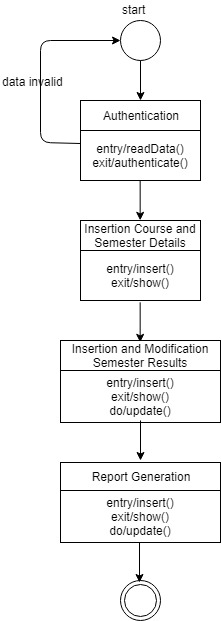 start
data invalid
Authentication
entry/readData()
exit/authenticate()
Insertion Course and
Semester Details
entry/insert()
exit/show()
Insertion and Modification
Semester Results
entry/insert()
exit/show()
do/update()
Report Generation
entry/insert()
exit/show()
do/update()